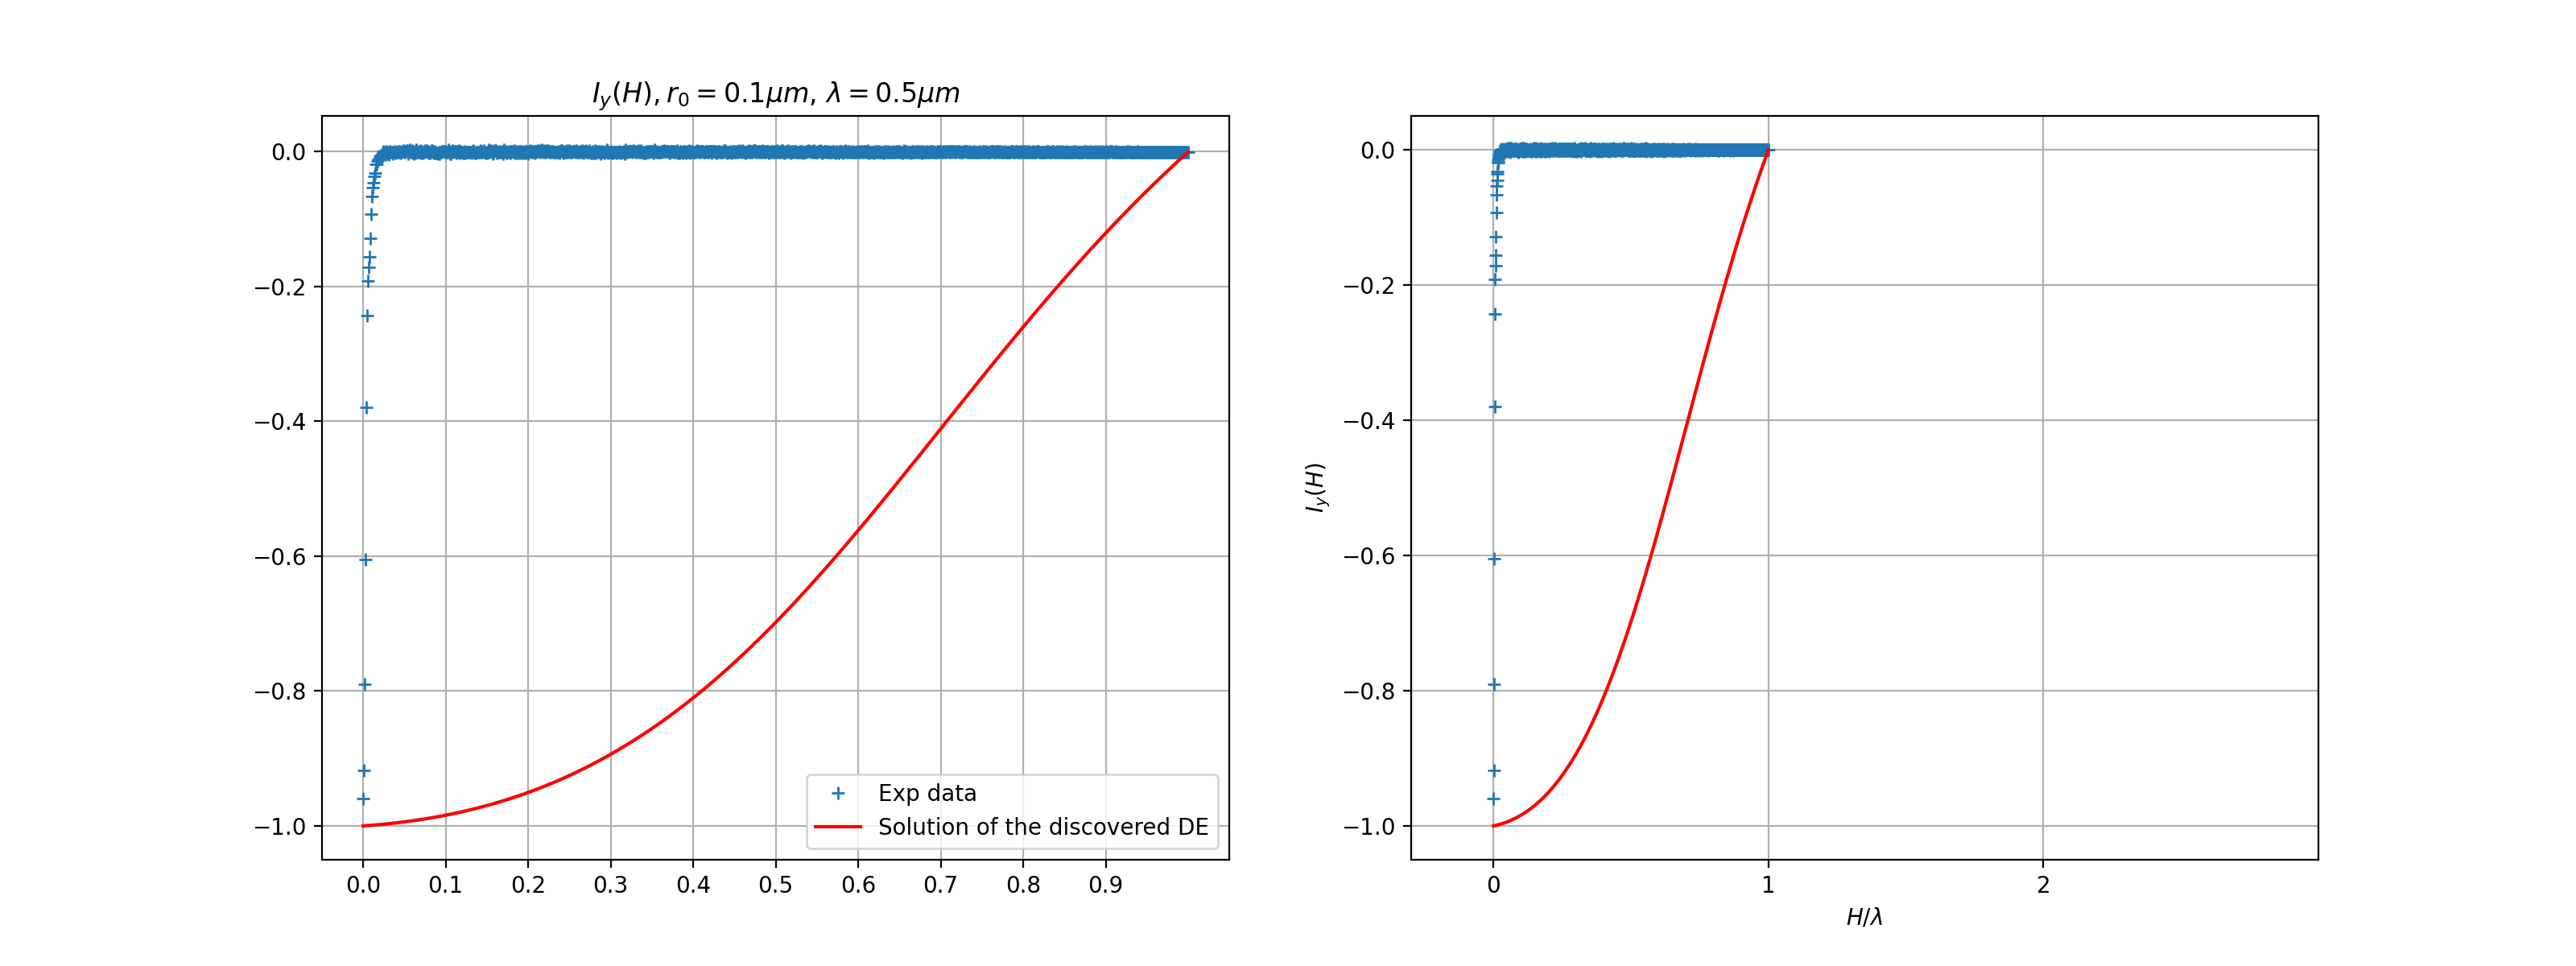 I_y(H), r_0 = 0.1μm, λ = 0.5μm
0.0
−0.2
−0.4
−0.6
−0.8
−1.0
0.0 0.1 0.2 0.3 0.4 0.5 0.6 0.7 0.8 0.9
Exp data
Solution of the discovered DE
I_y(H)
0.0
−0.2
−0.4
−0.6
−0.8
−1.0
0 1 2
H/λ